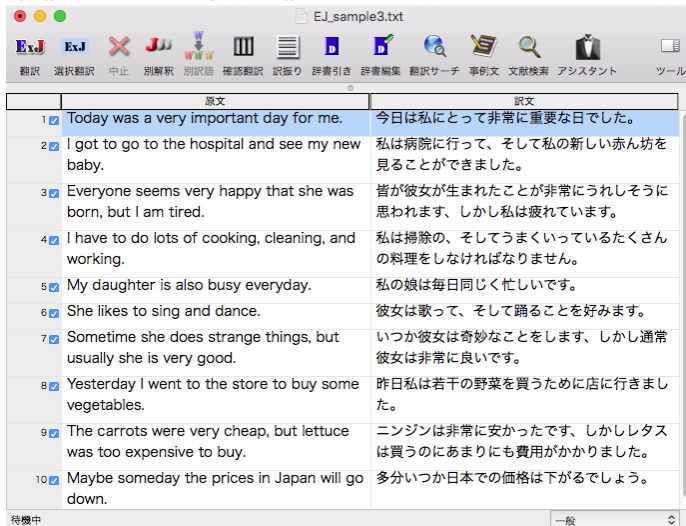 EJ_sample3.txt
ExJ ExJ JJJ W W W W D D
翻訳 選択翻訳 中止 別解釈 別訳語 確認翻訳 訳振り 辞書引き 辞書編集 翻訳サーチ 事例文 文献検索 アシスタント ツール
原文 訳文
1 Today was a very important day for me. 今日は私にとって非常に重要な日でした。
2 I got to go to the hospital and see my new 私は病院に行って、そして私の新しい赤ん坊を
baby. 見ることができました。
3 Everyone seems very happy that she was 皆が彼女が生まれたことが非常にうれしそうに
born, but I am tired. 思われます、しかし私は疲れています。
4 I have to do lots of cooking, cleaning, and 私は掃除の、そしてうまくいっているたくさん
working. の料理をしなければなりません。
5 My daughter is also busy everyday. 私の娘は毎日同じく忙しいです。
6 She likes to sing and dance. 彼女は歌って、そして踊ることを好みます。
7 Sometime she does strange things, but いつか彼女は奇妙なことをします、しかし通常
usually she is very good. 彼女は非常に良いです。
8 Yesterday I went to the store to buy some 昨日私は若干の野菜を買うために店に行きまし
vegetables. た。
9 The carrots were very cheap, but lettuce ニンジンは非常に安かったです、しかしレタス
was too expensive to buy. は買うのにあまりにも費用がかかりました。
10 Maybe someday the prices in Japan will go 多分いつか日本での価格は下がるでしょう。
down.
待機中 一般